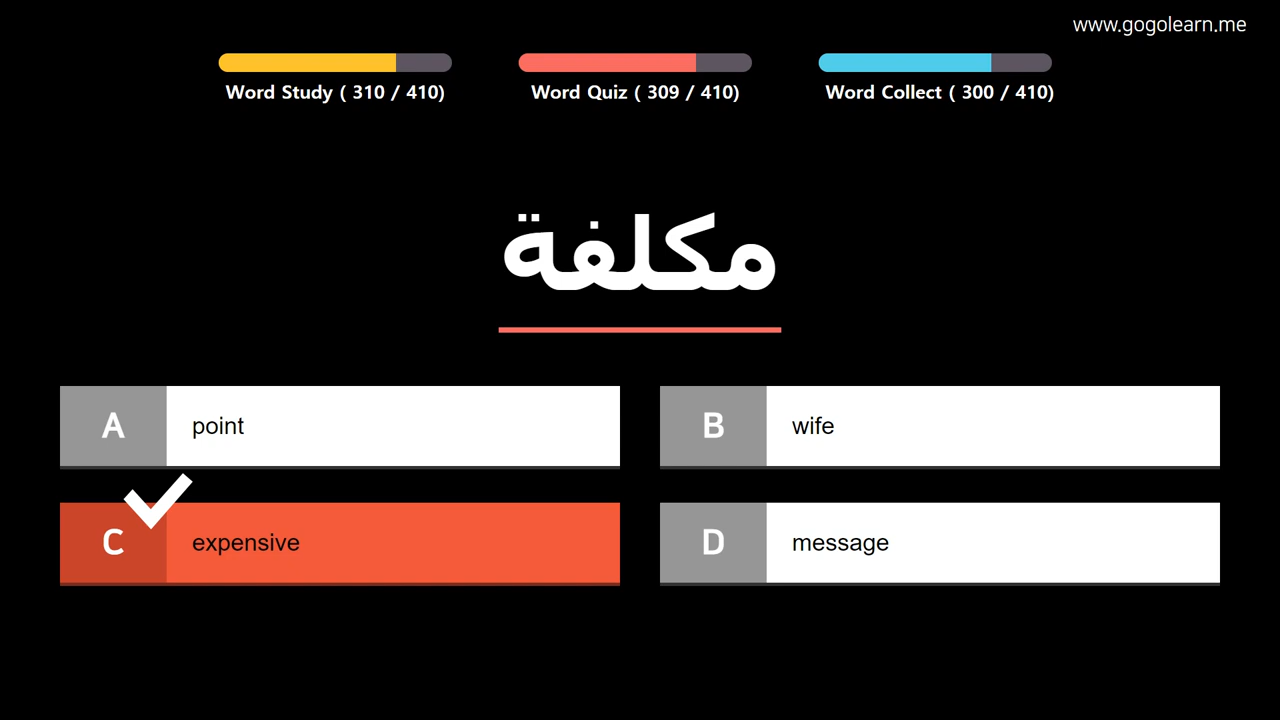 www.gogolearn.me
Word Study ( 310 / 410)
Word Quiz ( 309 / 410)
Word Collect ( 300 / 410)
مكلفة
A point
B wife
C expensive
D message